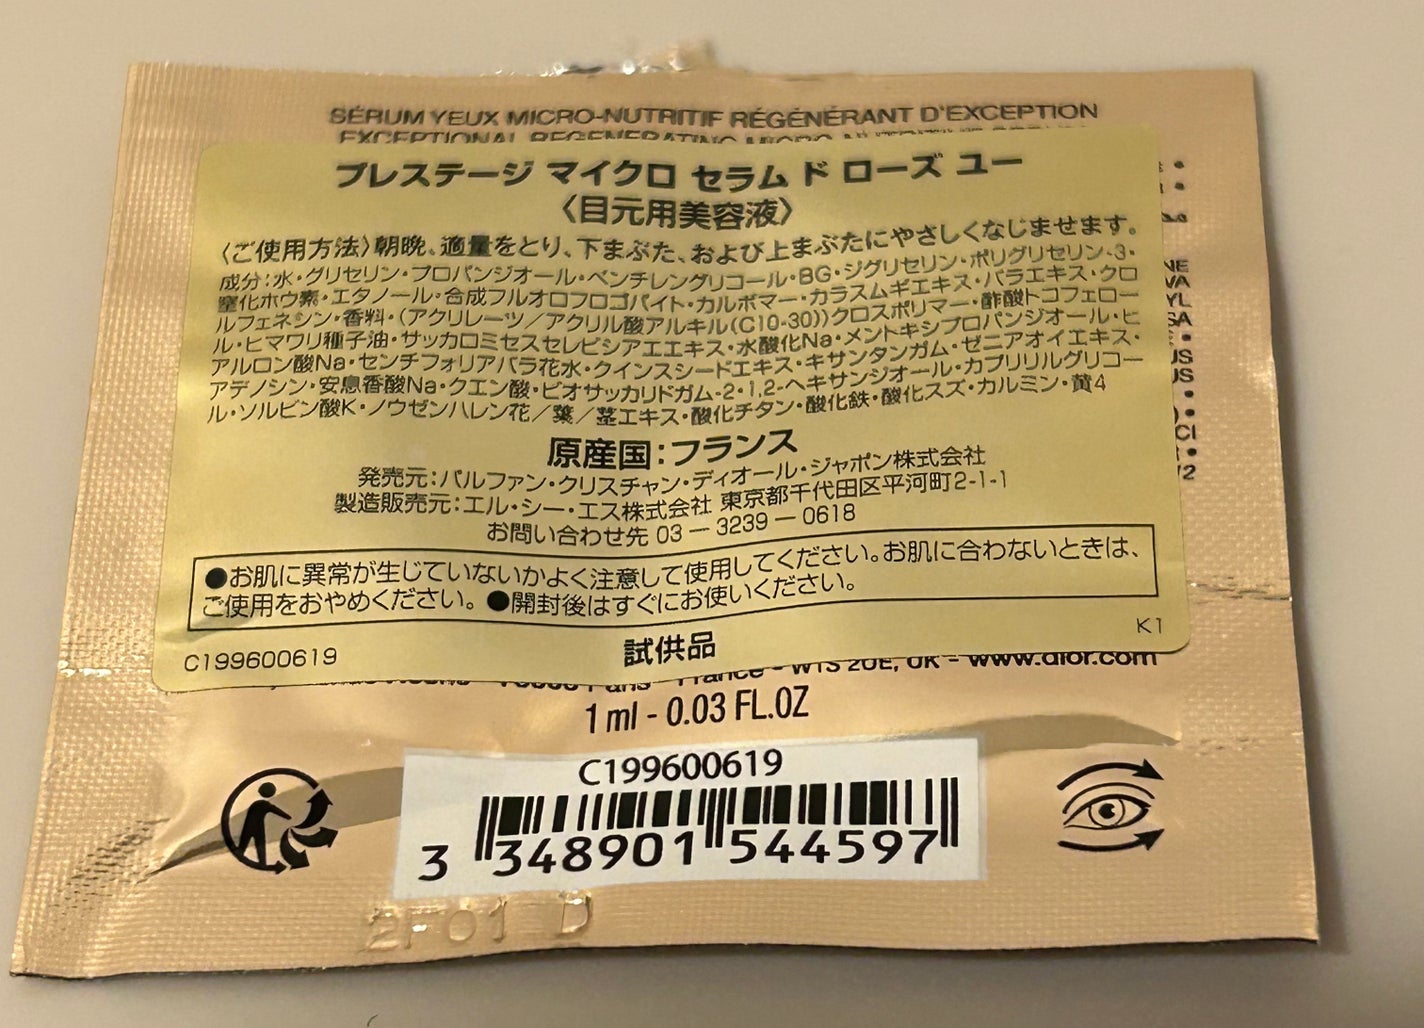 SÉRUM YEUX MICRO-NUTRITIF RÉGÉNÉRANT D'EXCEPTION
EXCEPTIONAL REGENERATING MICRO-
プレステージ マイクロ セラム ド ローズ ユー
〈目元用美容液〉
〈ご使用方法〉朝晩、適量をとり、下まぶた、および上まぶたにやさしくなじませます。
成分:水・グリセリン・プロパンジオール・ペンチレングリコール・BG・ジグリセリン・ポリグリセリン-3・
窒化ホウ素・エタノール・合成フルオロフロゴパイト・カルボマー・カラスムギエキス・バラエキス・クロ
ルフェネシン・香料・(アクリレーツ/アクリル酸アルキル(C10-30))クロスポリマー・酢酸トコフェロー
ル・ヒマワリ種子油・サッカロミセスセレビシアエエキス・水酸化Na・メントキシプロパンジオール・ヒ
アルロン酸Na・センチフォリアバラ花水・クインスシードエキス・キサンタンガム・ゼニアオイエキス・
アデノシン・安息香酸Na・クエン酸・ビオサッカリドガム-2・1,2-ヘキサンジオール・カプリリルグリコー
ル・ソルビン酸K・ノウゼンハレン花/葉/茎エキス・酸化チタン・酸化鉄・酸化スズ・カルミン・黄4
原産国:フランス
発売元:パルファン・クリスチャン・ディオール・ジャポン株式会社
製造販売元:エル・シー・エス株式会社 東京都千代田区平河町2-1-1
お問い合わせ先 03-3239-0618
●お肌に異常が生じていないかよく注意して使用してください。お肌に合わないときは、
ご使用をおやめください。●開封後はすぐにお使いください。
C199600619 試供品 K1
France - W1S 2UE, UK - www.dior.com
1 ml - 0.03 FL.OZ
C199600619
3 348901 544597
2F01 D